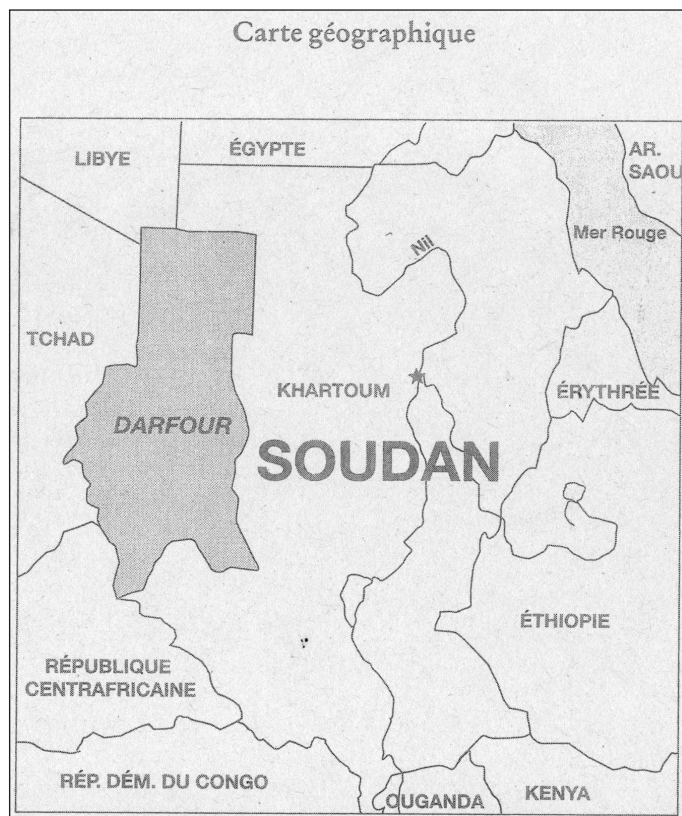 Carte géographique
LIBYE
ÉGYPTE
AR.
SAOU
Nil
Mer Rouge
TCHAD
KHARTOUM
ÉRYTHRÉE
DARFOUR
SOUDAN
ÉTHIOPIE
RÉPUBLIQUE
CENTRAFRICAINE
RÉP. DÉM. DU CONGO
OUGANDA
KENYA